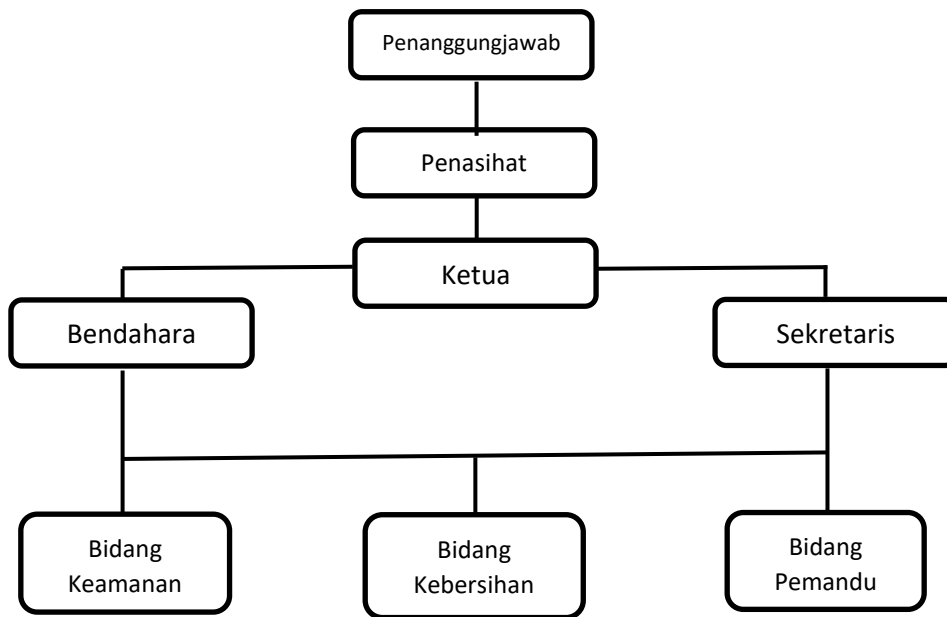 Penanggungjawab
Penasihat
Ketua
Bendahara
Sekretaris
Bidang
Keamanan
Bidang
Kebersihan
Bidang
Pemandu